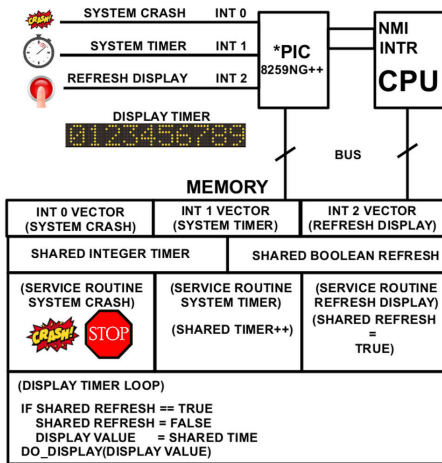 CRASH!
SYSTEM CRASH INT 0
SYSTEM TIMER INT 1
REFRESH DISPLAY INT 2
*PIC
8259NG++
NMI
INTR
CPU
DISPLAY TIMER
0123456789
BUS
MEMORY
INT 0 VECTOR
(SYSTEM CRASH)
INT 1 VECTOR
(SYSTEM TIMER)
INT 2 VECTOR
(REFRESH DISPLAY)
SHARED INTEGER TIMER
SHARED BOOLEAN REFRESH
(SERVICE ROUTINE
SYSTEM CRASH)
CRASH!
STOP
(SERVICE ROUTINE
SYSTEM TIMER)
(SHARED TIMER++)
(SERVICE ROUTINE
REFRESH DISPLAY)
(SHARED REFRESH
=
TRUE)
(DISPLAY TIMER LOOP)
IF SHARED REFRESH == TRUE
SHARED REFRESH = FALSE
DISPLAY VALUE = SHARED TIME
DO_DISPLAY(DISPLAY VALUE)